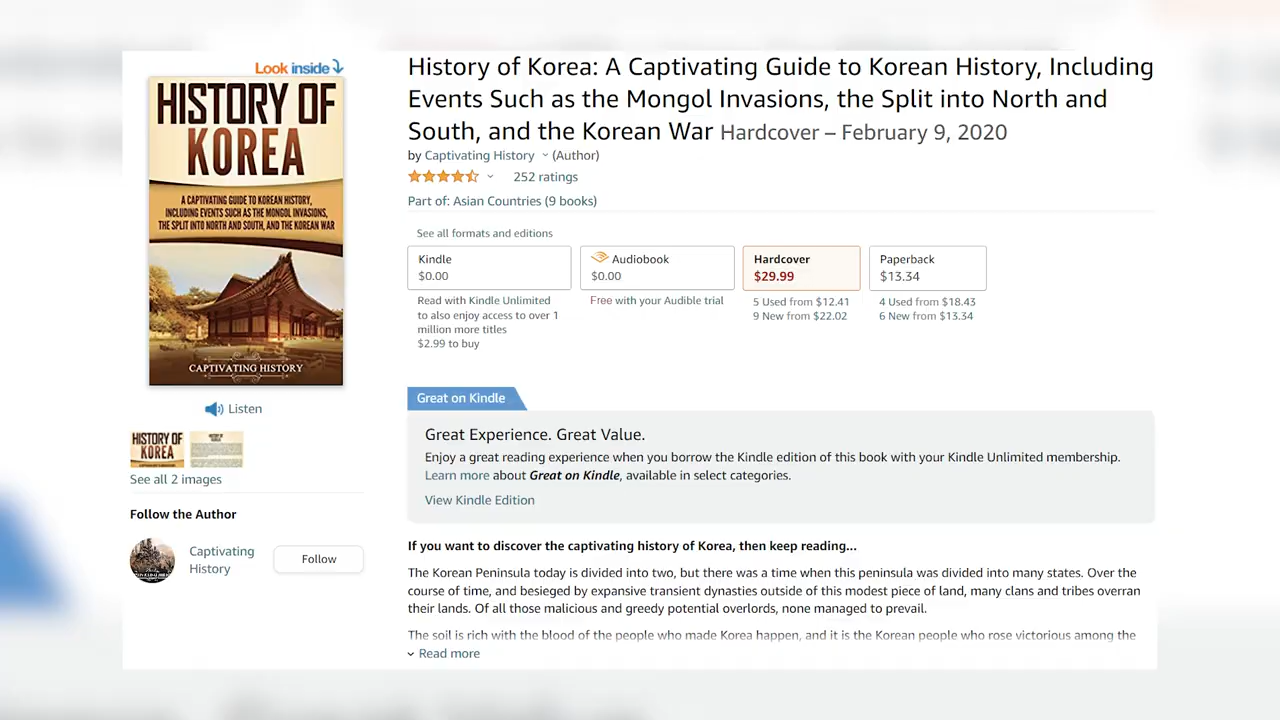 Look inside
HISTORY OF
KOREA
A CAPTIVATING GUIDE TO KOREAN HISTORY,
INCLUDING EVENTS SUCH AS THE MONGOL INVASIONS,
THE SPLIT INTO NORTH AND SOUTH, AND THE KOREAN WAR
CAPTIVATING HISTORY
Listen
HISTORY OF
KOREA
See all 2 images
Follow the Author
Captivating
History
Follow
History of Korea: A Captivating Guide to Korean History, Including
Events Such as the Mongol Invasions, the Split into North and
South, and the Korean War Hardcover – February 9, 2020
by Captivating History (Author)
252 ratings
Part of: Asian Countries (9 books)
See all formats and editions
Kindle
$0.00
Read with Kindle Unlimited
to also enjoy access to over 1
million more titles
$2.99 to buy
Audiobook
$0.00
Free with your Audible trial
Hardcover
$29.99
5 Used from $12.41
9 New from $22.02
Paperback
$13.34
4 Used from $18.43
6 New from $13.34
Great on Kindle
Great Experience. Great Value.
Enjoy a great reading experience when you borrow the Kindle edition of this book with your Kindle Unlimited membership.
Learn more about Great on Kindle, available in select categories.
View Kindle Edition
If you want to discover the captivating history of Korea, then keep reading...
The Korean Peninsula today is divided into two, but there was a time when this peninsula was divided into many states. Over the
course of time, and besieged by expansive transient dynasties outside of this modest piece of land, many clans and tribes overran
their lands. Of all those malicious and greedy potential overlords, none managed to prevail.
The soil is rich with the blood of the people who made Korea happen, and it is the Korean people who rose victorious among the
Read more